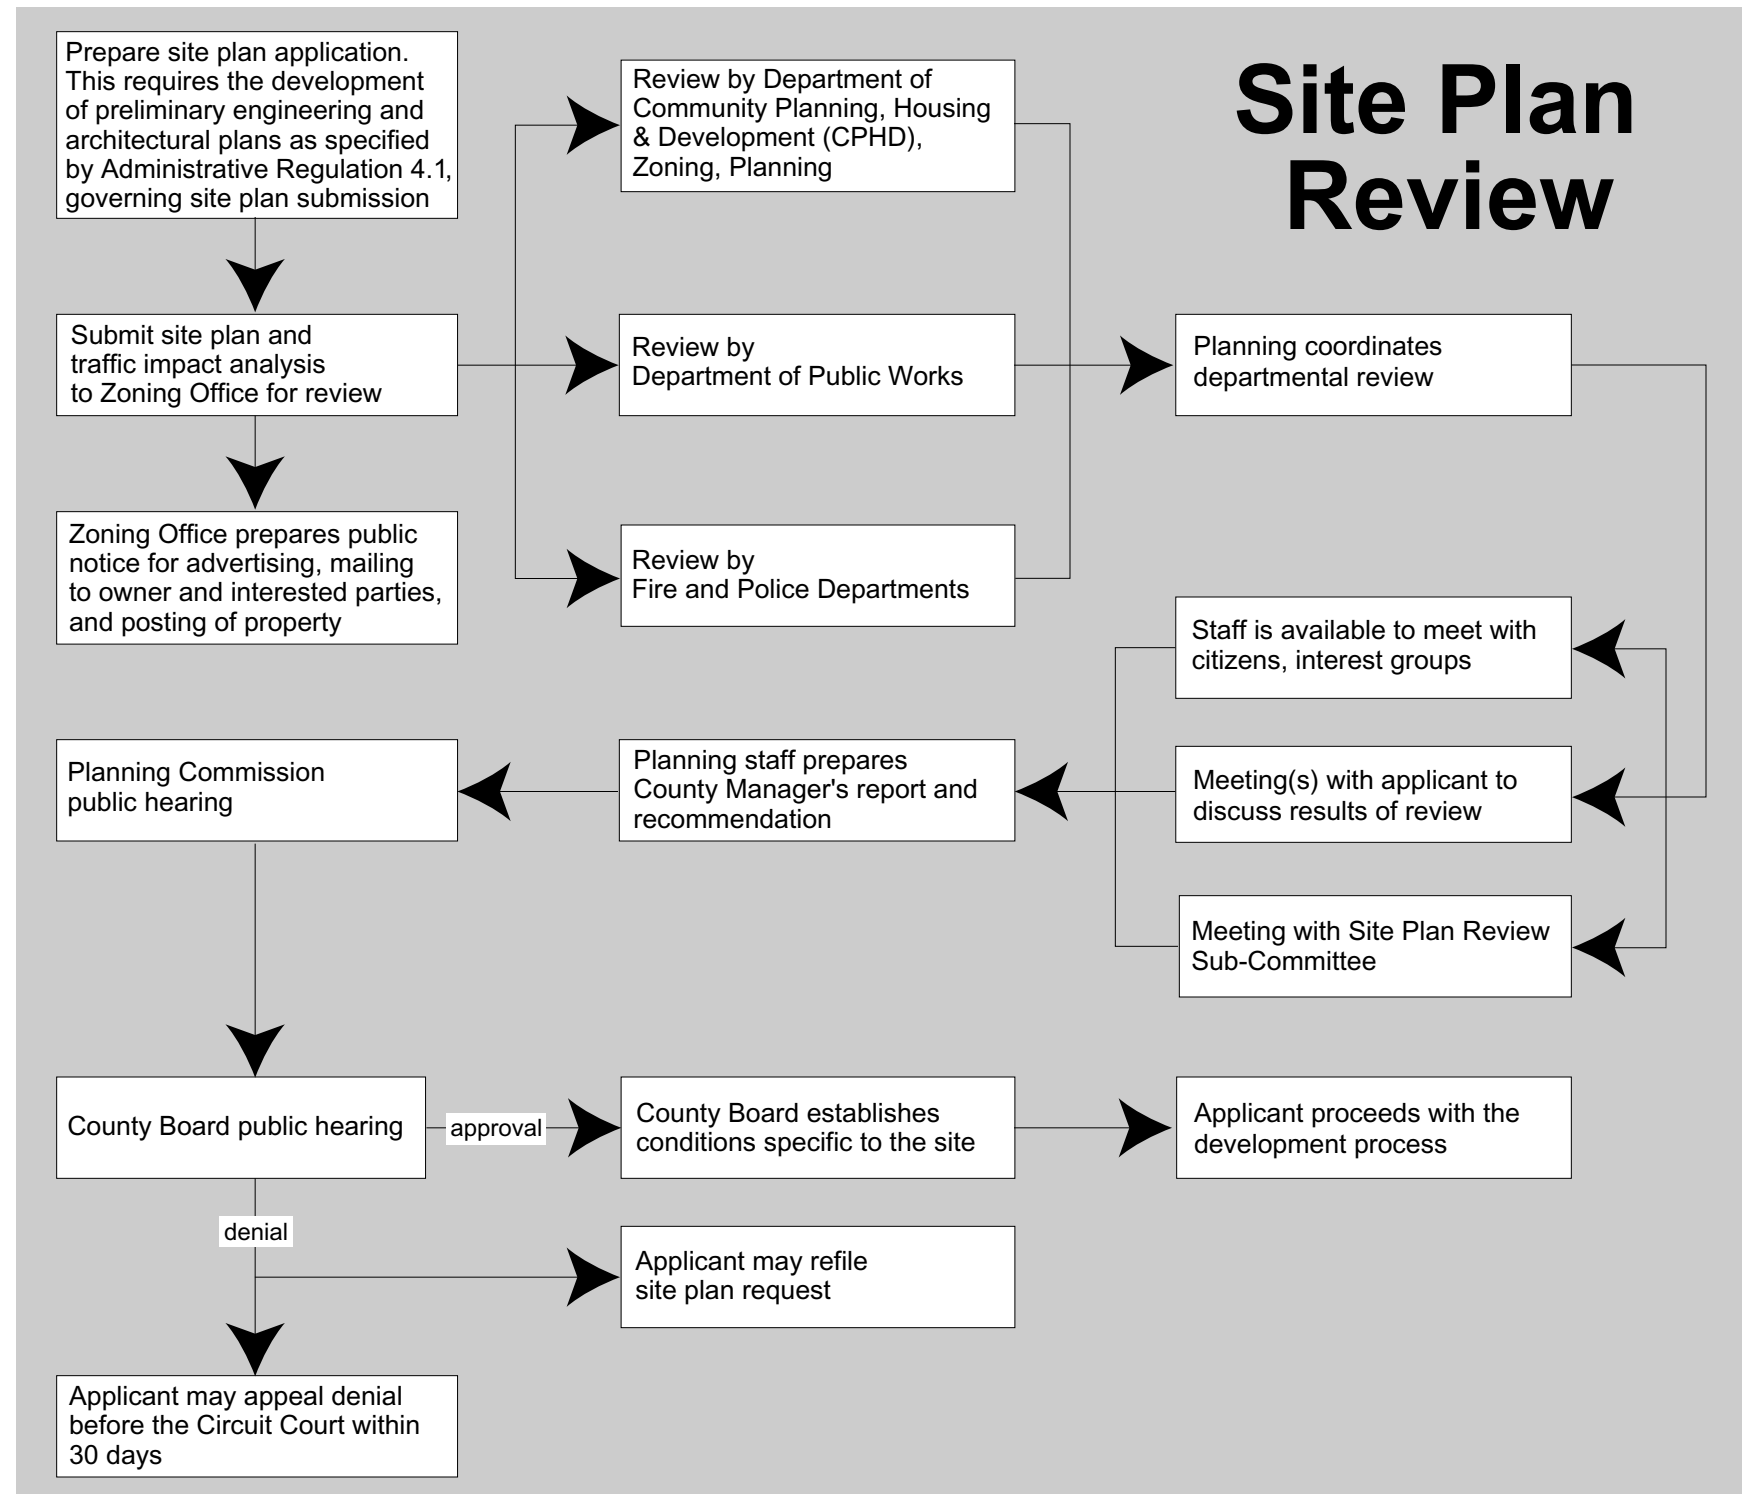 Site Plan
Review
Prepare site plan application.
This requires the development
of preliminary engineering and
architectural plans as specified
by Administrative Regulation 4.1,
governing site plan submission
Submit site plan and
traffic impact analysis
to Zoning Office for review
Zoning Office prepares public
notice for advertising, mailing
to owner and interested parties,
and posting of property
Review by Department of
Community Planning, Housing
& Development (CPHD),
Zoning, Planning
Review by
Department of Public Works
Review by
Fire and Police Departments
Planning coordinates
departmental review
Staff is available to meet with
citizens, interest groups
Meeting(s) with applicant to
discuss results of review
Meeting with Site Plan Review
Sub-Committee
Planning staff prepares
County Manager's report and
recommendation
Planning Commission
public hearing
County Board public hearing
approval
County Board establishes
conditions specific to the site
Applicant proceeds with the
development process
denial
Applicant may refile
site plan request
Applicant may appeal denial
before the Circuit Court within
30 days